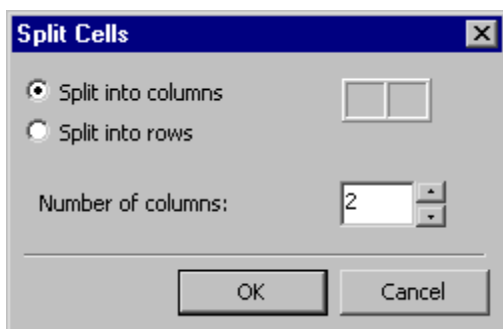 Split Cells
Split into columns
Split into rows
Number of columns: 2
OK Cancel